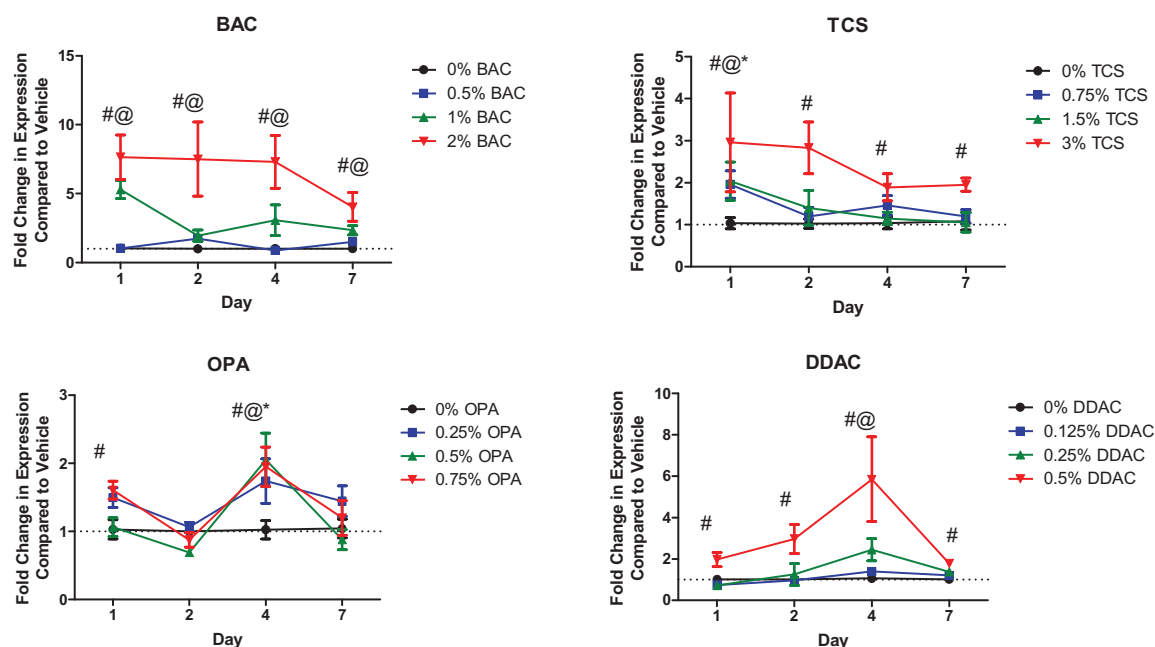 BAC
Fold Change in Expression
Compared to Vehicle
15
10
5
0
#@
#@
#@
#@
1
2
4
7
Day
0% BAC
0.5% BAC
1% BAC
2% BAC
TCS
Fold Change in Expression
Compared to Vehicle
5
4
3
2
1
0
#@*
#
#
#
1
2
4
7
Day
0% TCS
0.75% TCS
1.5% TCS
3% TCS
OPA
Fold Change in Expression
Compared to Vehicle
3
2
1
0
#
#@*
1
2
4
7
Day
0% OPA
0.25% OPA
0.5% OPA
0.75% OPA
DDAC
Fold Change in Expression
Compared to Vehicle
10
8
6
4
2
0
#
#
#@
#
1
2
4
7
Day
0% DDAC
0.125% DDAC
0.25% DDAC
0.5% DDAC